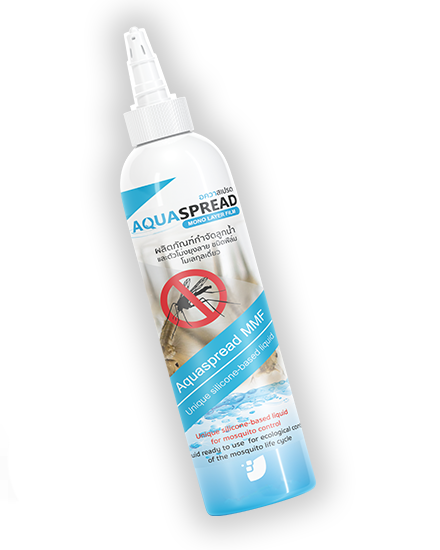 อควาสเปรด
AQUASPREAD
MONO LAYER FILM
ผลิตภัณฑ์กำจัดลูกน้ำ
และตัวโม่งยุงลาย ชนิดฟิล์ม
โมเลกุลเดี่ยว
Aquaspread MMF
Unique silicone-based liquid
Unique silicone-based liquid
for mosquito control
uid ready to use for ecological con
of the mosquito life cycle